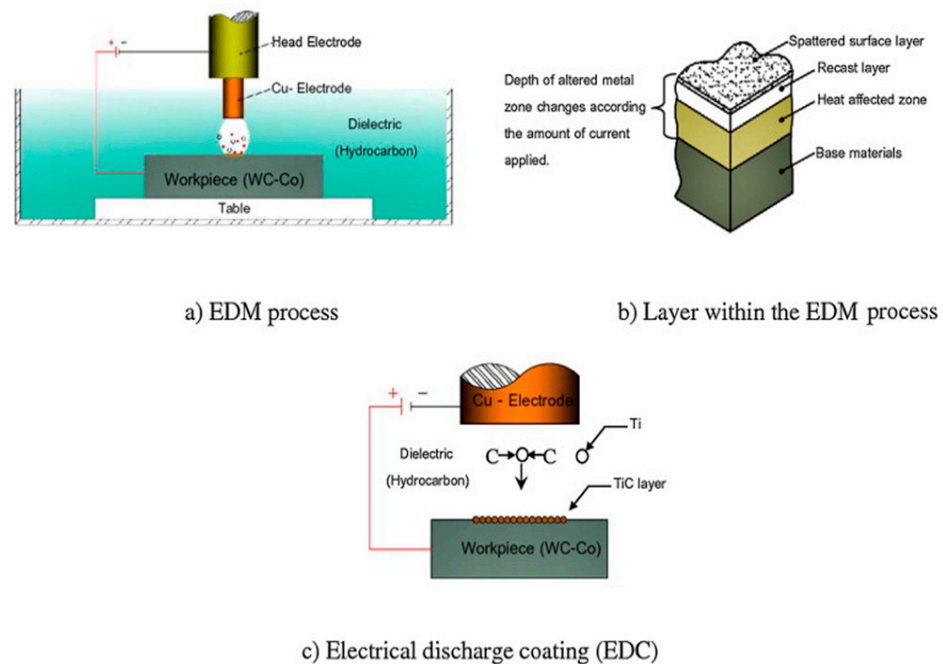 + −
Head Electrode
Cu- Electrode
Dielectric
(Hydrocarbon)
Workpiece (WC-Co)
Table
a) EDM process
Spattered surface layer
Recast layer
Heat affected zone
Base materials
Depth of altered metal
zone changes according
the amount of current
applied.
b) Layer within the EDM process
+ −
Cu - Electrode
Ti
Dielectric
(Hydrocarbon)
C O C O
TiC layer
Workpiece (WC-Co)
c) Electrical discharge coating (EDC)